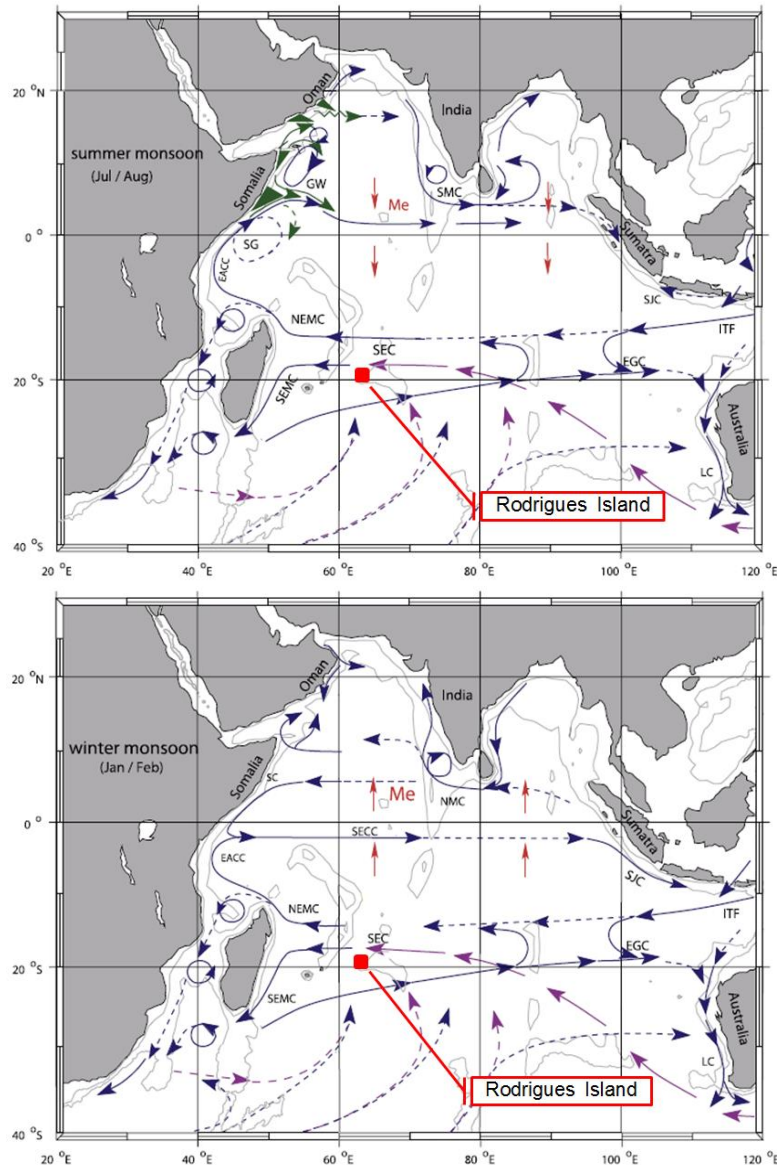 Oman
20 °N
India
summer monsoon
(Jul / Aug)
Somalia
GW
SMC
Me
0 °
SG
Sumatra
EACC
SJC
NEMC
ITF
SEC
EGC
20 °S
SEMC
Australia
LC
Rodrigues Island
40 °S
20 °E
40 °E
60 °E
80 °E
100 °E
120 °E
Oman
20 °N
India
winter monsoon
(Jan / Feb)
Somalia
SC
Me
NMC
0 °
SECC
Sumatra
EACC
SJC
NEMC
ITF
SEC
EGC
20 °S
SEMC
Australia
LC
Rodrigues Island
40 °S
20 °E
40 °E
60 °E
80 °E
100 °E
120 °E